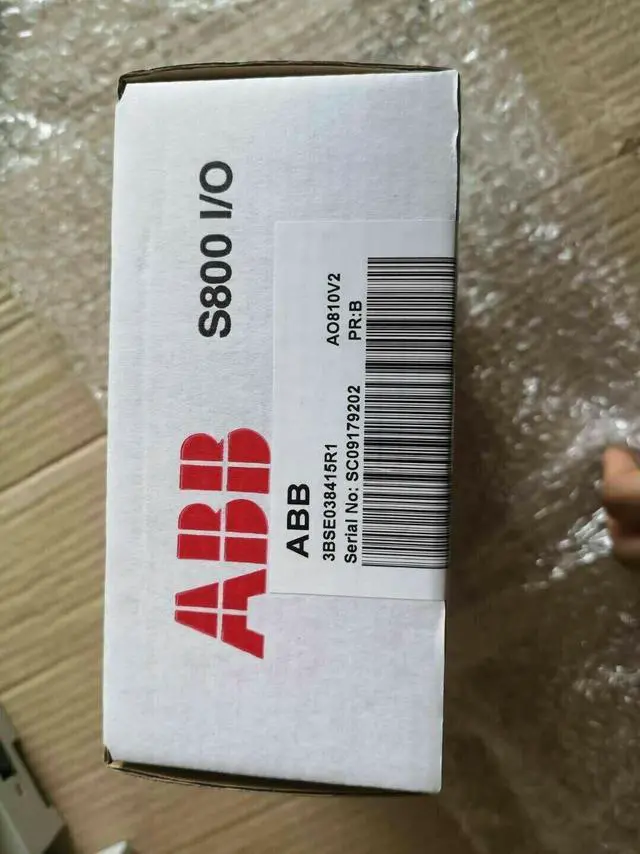 ABB
S800 I/O
ABB
3BSE038415R1
AO810V2
Serial No: SC09179202
PR:B